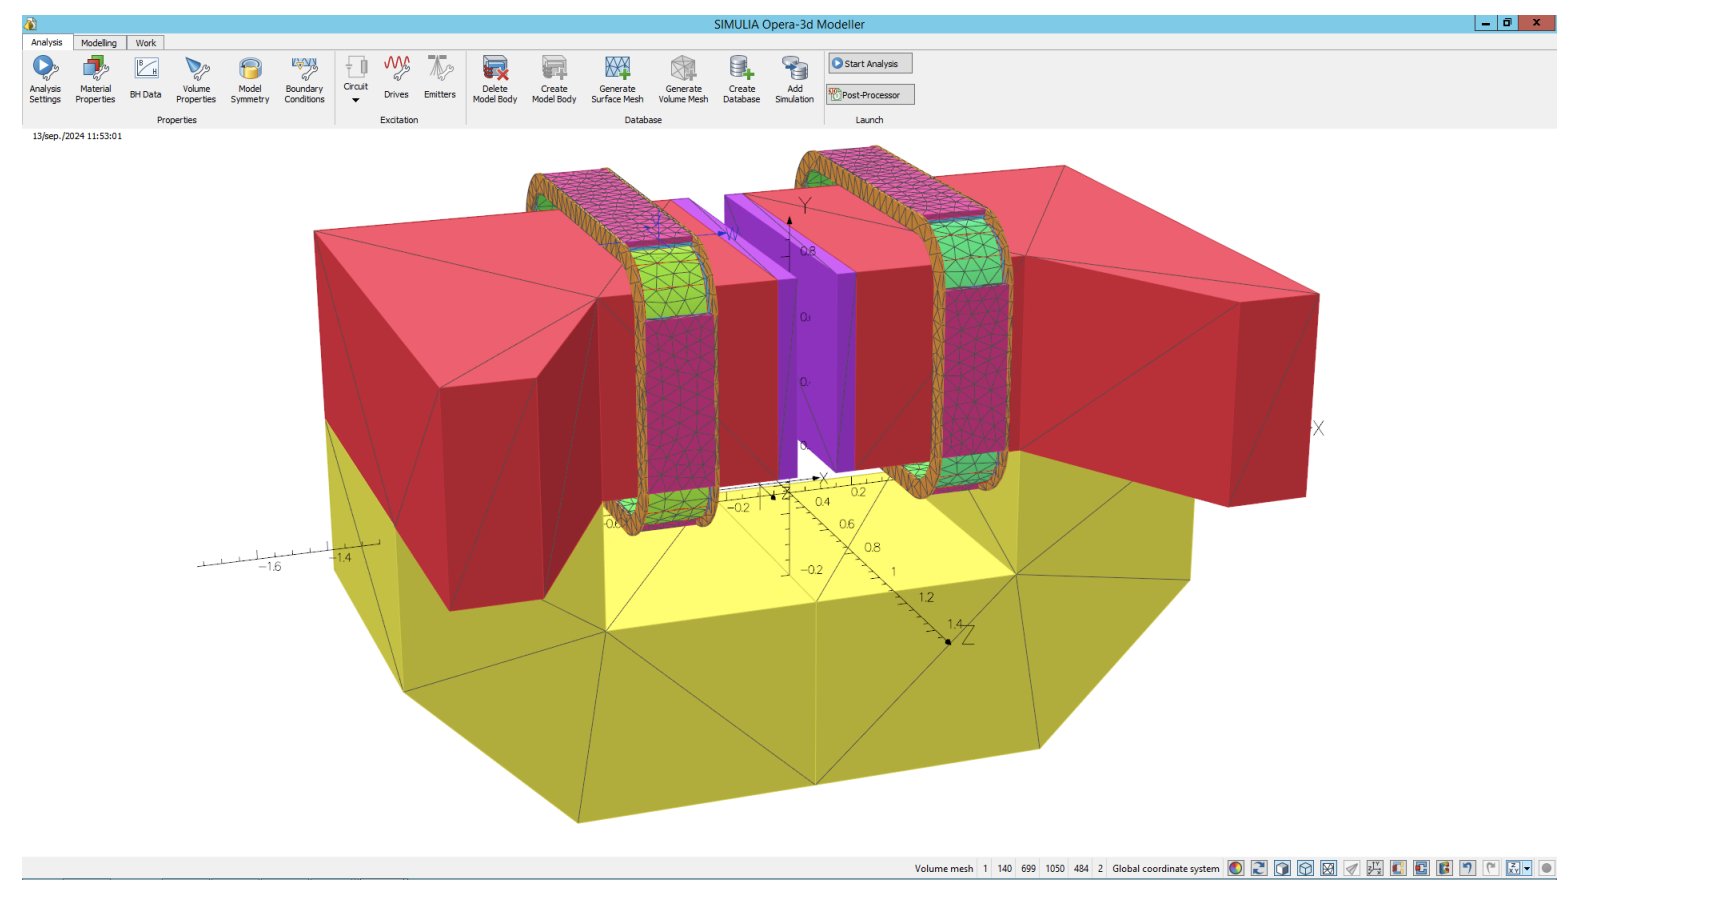 SIMULIA Opera-3d Modeller
Analysis Modelling Work
Analysis Settings
Material Properties
BH Data
Volume Properties
Model Symmetry
Boundary Conditions
Circuit
Drives
Emitters
Delete Model Body
Create Model Body
Generate Surface Mesh
Generate Volume Mesh
Create Database
Add Simulation
Start Analysis
Post-Processor
Properties Excitation Database Launch
13/sep./2024 11:53:01
Y
W
0.8
X
X
0.2
0.4
-0.2
0.6
0.8
-1.4
-1.6
-0.2
1
1.2
1.4
Z
Volume mesh 1 140 699 1050 484 2 Global coordinate system